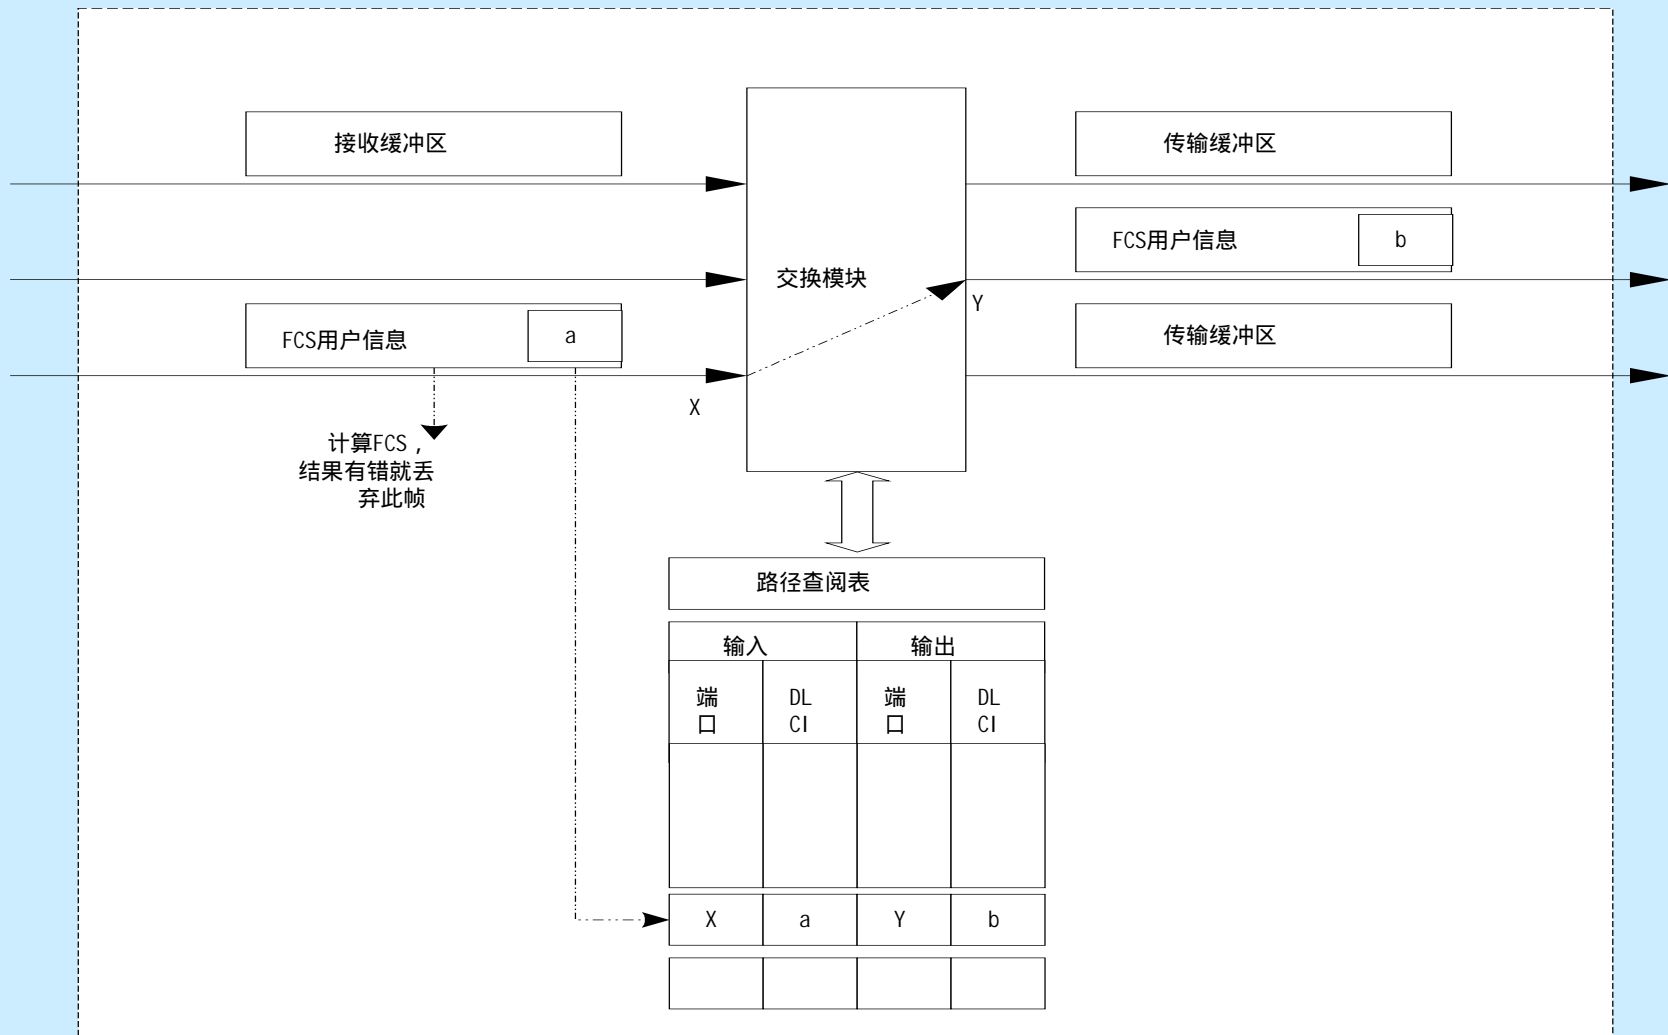 接收缓冲区
传输缓冲区
FCS用户信息
b
交换模块
Y
FCS用户信息
a
传输缓冲区
X
计算FCS，
结果有错就丢
弃此帧
路径查阅表
输入
输出
端
口
DL
CI
端
口
DL
CI
X
a
Y
b